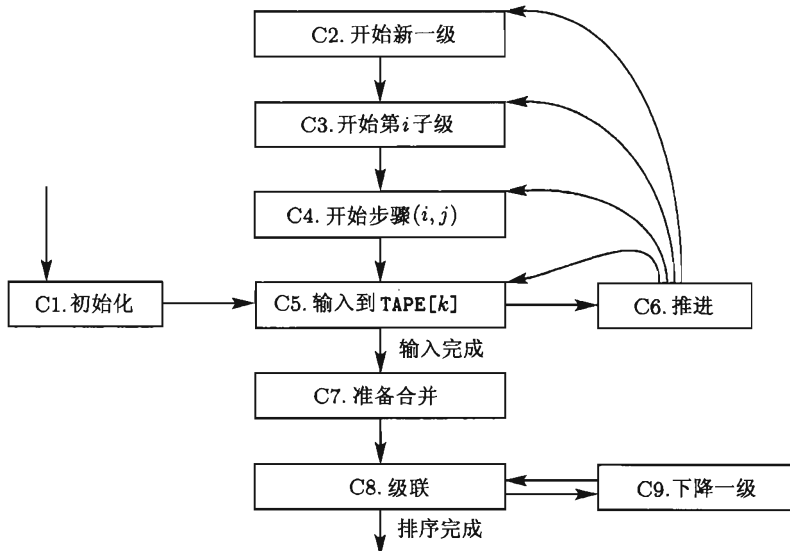 C2. 开始新一级
C3. 开始第i子级
C4. 开始步骤(i,j)
C1. 初始化
C5. 输入到 TAPE[k]
C6. 推进
输入完成
C7. 准备合并
C8. 级联
C9. 下降一级
排序完成